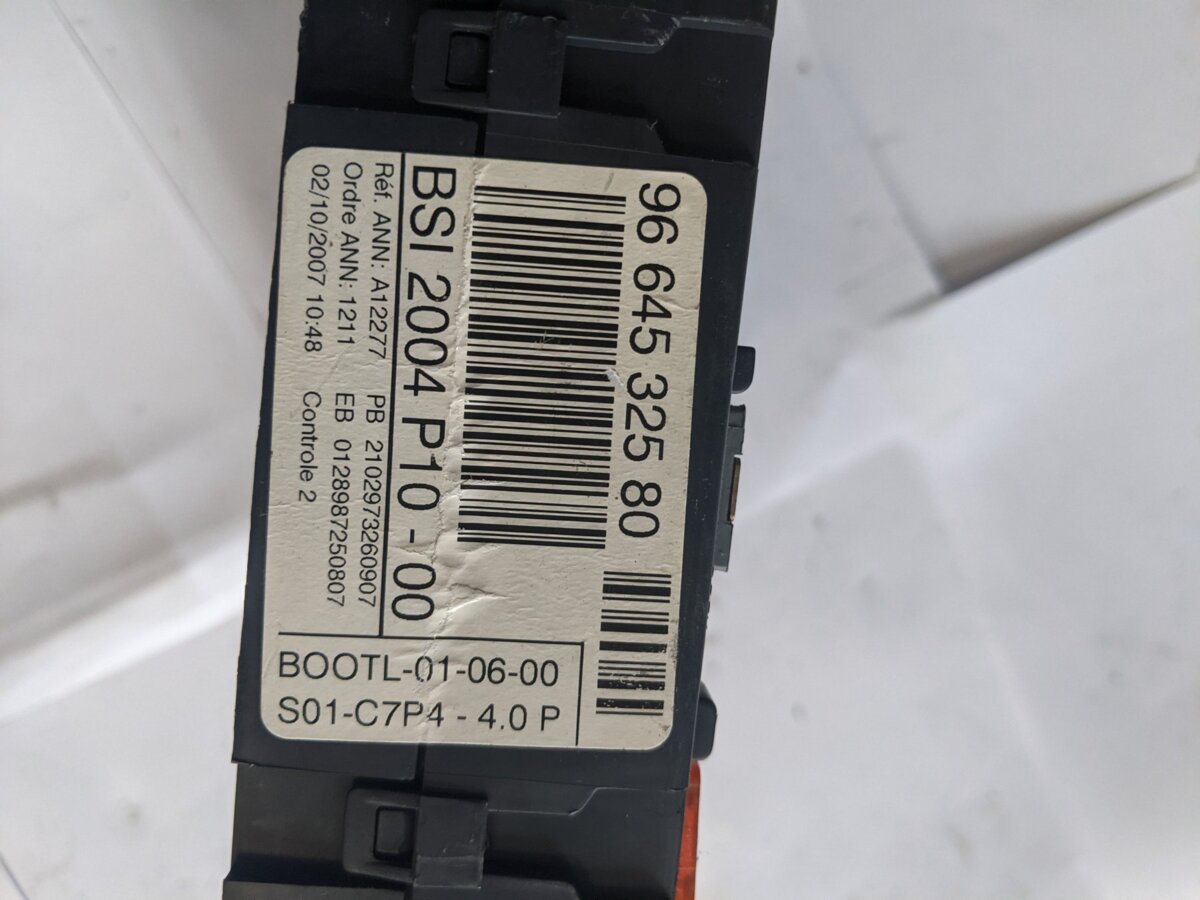 96 645 325 80
BSI 2004 P10 - 00
Réf. ANN: A12277 PB 2102973260907
Ordre ANN: 1211 EB 0128987250807
02/10/2007 10:48 Controle 2
BOOTL-01-06-00
S01-C7P4 - 4.0 P